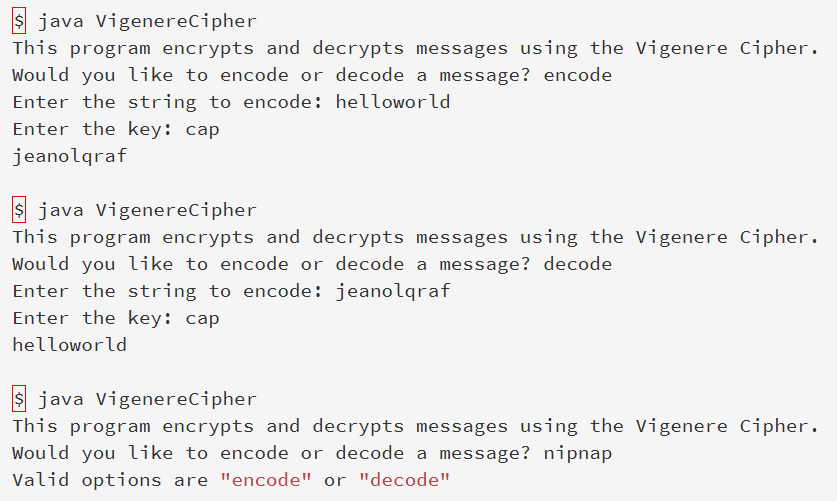 $ java VigenereCipher
This program encrypts and decrypts messages using the Vigenere Cipher.
Would you like to encode or decode a message? encode
Enter the string to encode: helloworld
Enter the key: cap
jeanolqraf
$ java VigenereCipher
This program encrypts and decrypts messages using the Vigenere Cipher.
Would you like to encode or decode a message? decode
Enter the string to encode: jeanolqraf
Enter the key: cap
helloworld
$ java VigenereCipher
This program encrypts and decrypts messages using the Vigenere Cipher.
Would you like to encode or decode a message? nipnap
Valid options are "encode" or "decode"